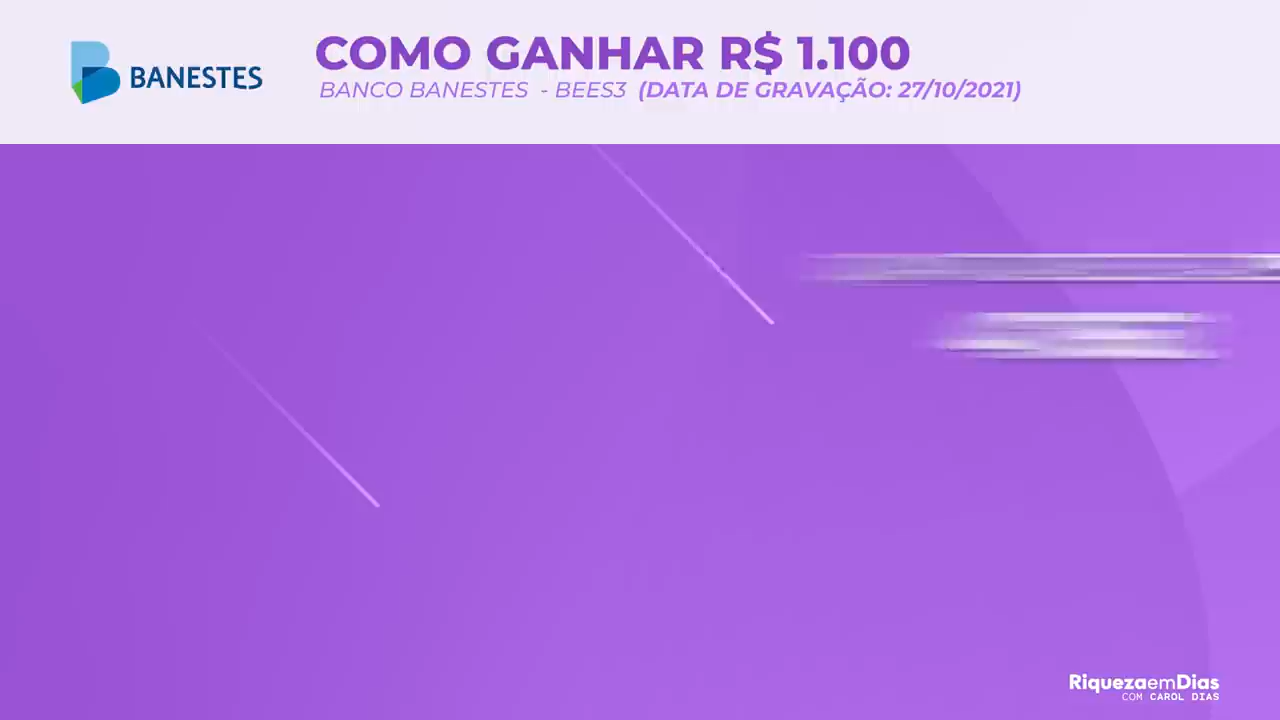 BANESTES
COMO GANHAR R$ 1.100
BANCO BANESTES - BEES3 (DATA DE GRAVAÇÃO: 27/10/2021)
RiquezaemDias
COM CAROL DIAS